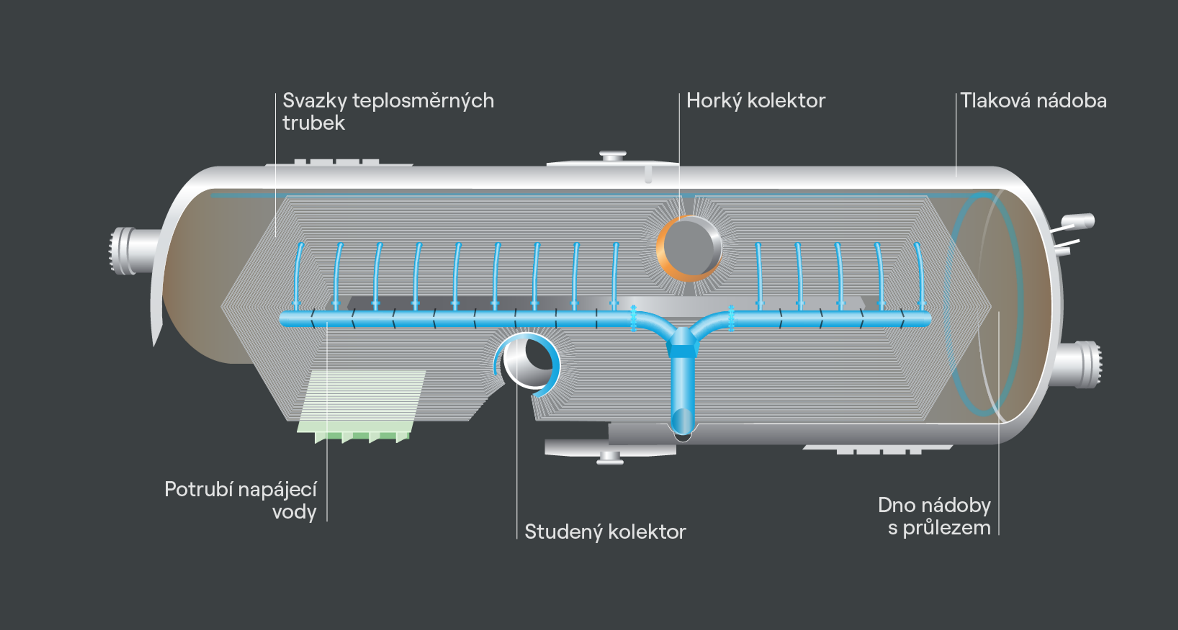 Svazky teplosměrných
trubek
Horký kolektor
Tlaková nádoba
Potrubí napájecí
vody
Studený kolektor
Dno nádoby
s průlezem